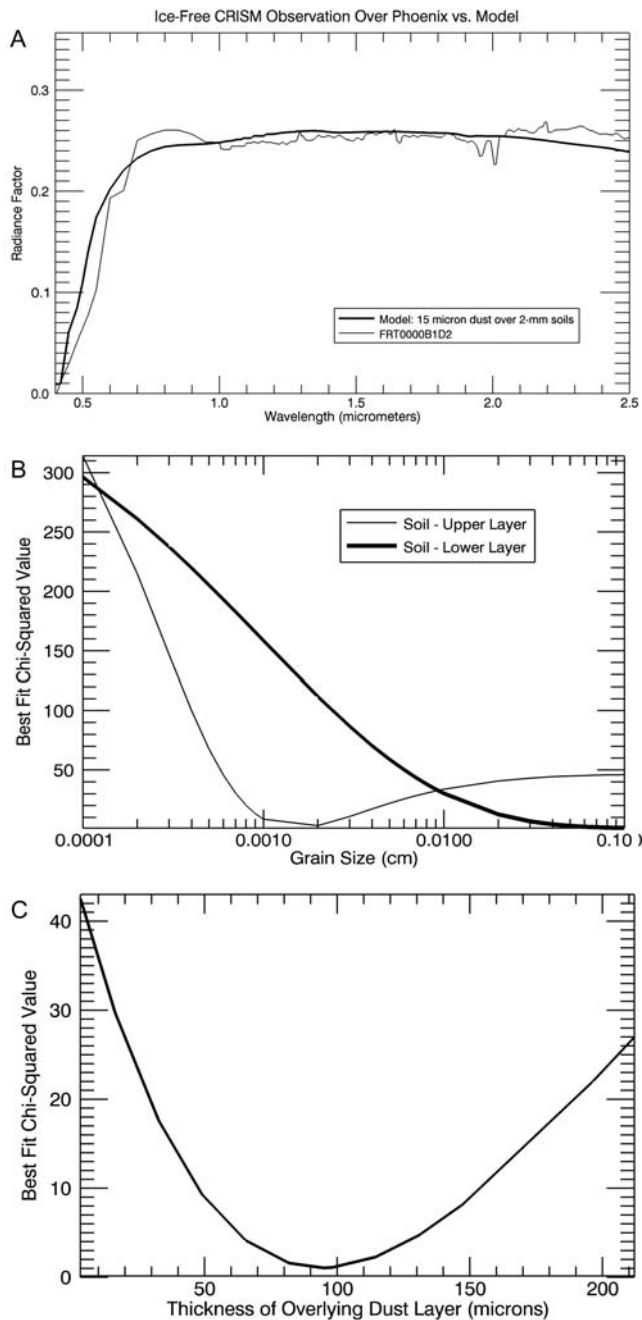 Ice-Free CRISM Observation Over Phoenix vs. Model
A
0.3
0.2
0.1
0.0
Radiance Factor
Model: 15 micron dust over 2-mm soils
FRT0000B1D2
0.5 1.0 1.5 2.0 2.5
Wavelength (micrometers)
B
300
250
200
150
100
50
Best Fit Chi-Squared Value
Soil - Upper Layer
Soil - Lower Layer
0.0001 0.0010 0.0100 0.10
Grain Size (cm)
C
40
30
20
10
0
Best Fit Chi-Squared Value
50 100 150 200
Thickness of Overlying Dust Layer (microns)